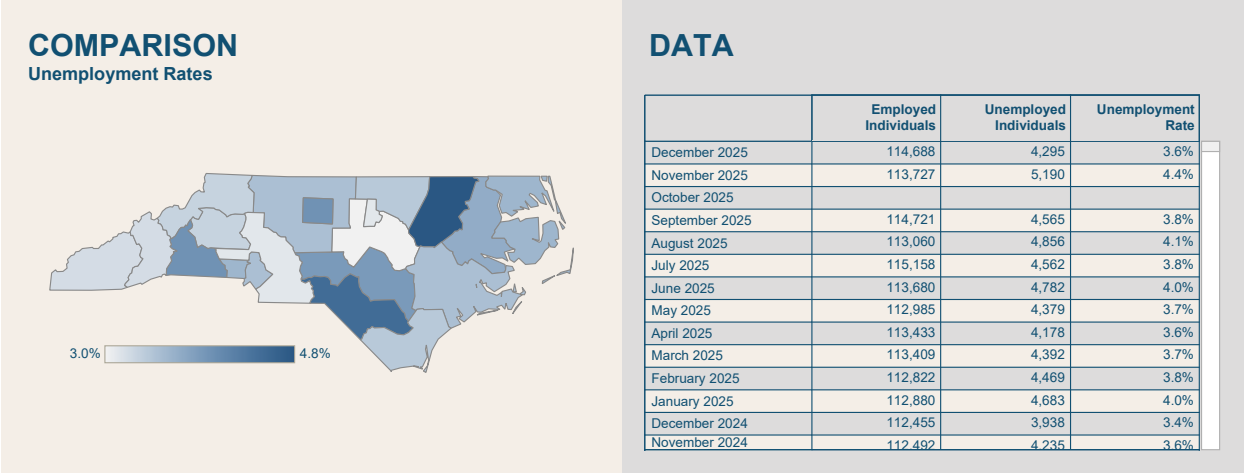 COMPARISON
Unemployment Rates
3.0% 4.8%
DATA
Employed Individuals Unemployed Individuals Unemployment Rate
December 2025 114,688 4,295 3.6%
November 2025 113,727 5,190 4.4%
October 2025
September 2025 114,721 4,565 3.8%
August 2025 113,060 4,856 4.1%
July 2025 115,158 4,562 3.8%
June 2025 113,680 4,782 4.0%
May 2025 112,985 4,379 3.7%
April 2025 113,433 4,178 3.6%
March 2025 113,409 4,392 3.7%
February 2025 112,822 4,469 3.8%
January 2025 112,880 4,683 4.0%
December 2024 112,455 3,938 3.4%
November 2024 112,492 4,235 3.6%